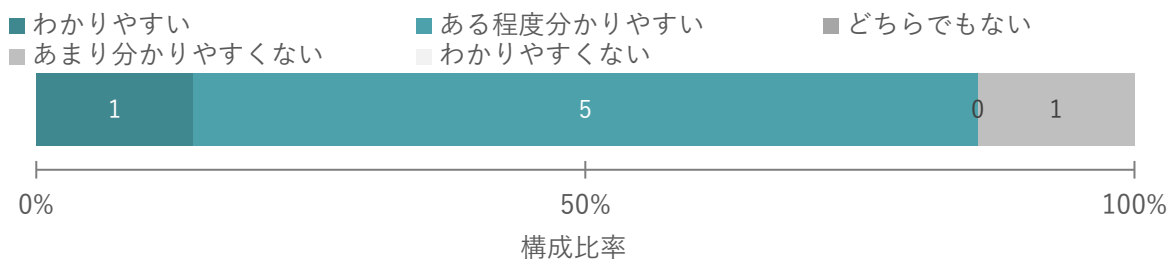 わかりやすい ある程度分かりやすい どちらでもない
あまり分かりやすくない わかりやすくない
1 5 0 1
0% 50% 100%
構成比率